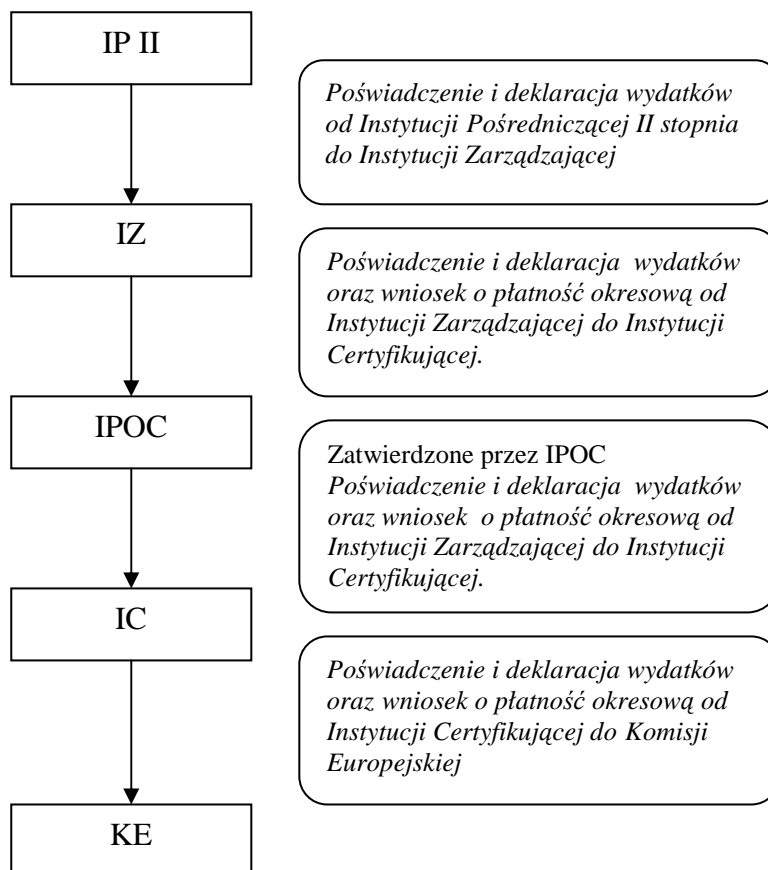 IP II
Poświadczenie i deklaracja wydatków
od Instytucji Pośredniczącej II stopnia
do Instytucji Zarządzającej
IZ
Poświadczenie i deklaracja wydatków
oraz wniosek o płatność okresową od
Instytucji Zarządzającej do Instytucji
Certyfikującej.
IPOC
Zatwierdzone przez IPOC
Poświadczenie i deklaracja wydatków
oraz wniosek o płatność okresową od
Instytucji Zarządzającej do Instytucji
Certyfikującej.
IC
Poświadczenie i deklaracja wydatków
oraz wniosek o płatność okresową od
Instytucji Certyfikującej do Komisji
Europejskiej
KE